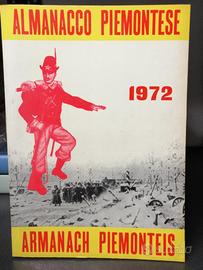 ALMANACCO PIEMONTESE
1972
ARMANACH PIEMONTEIS